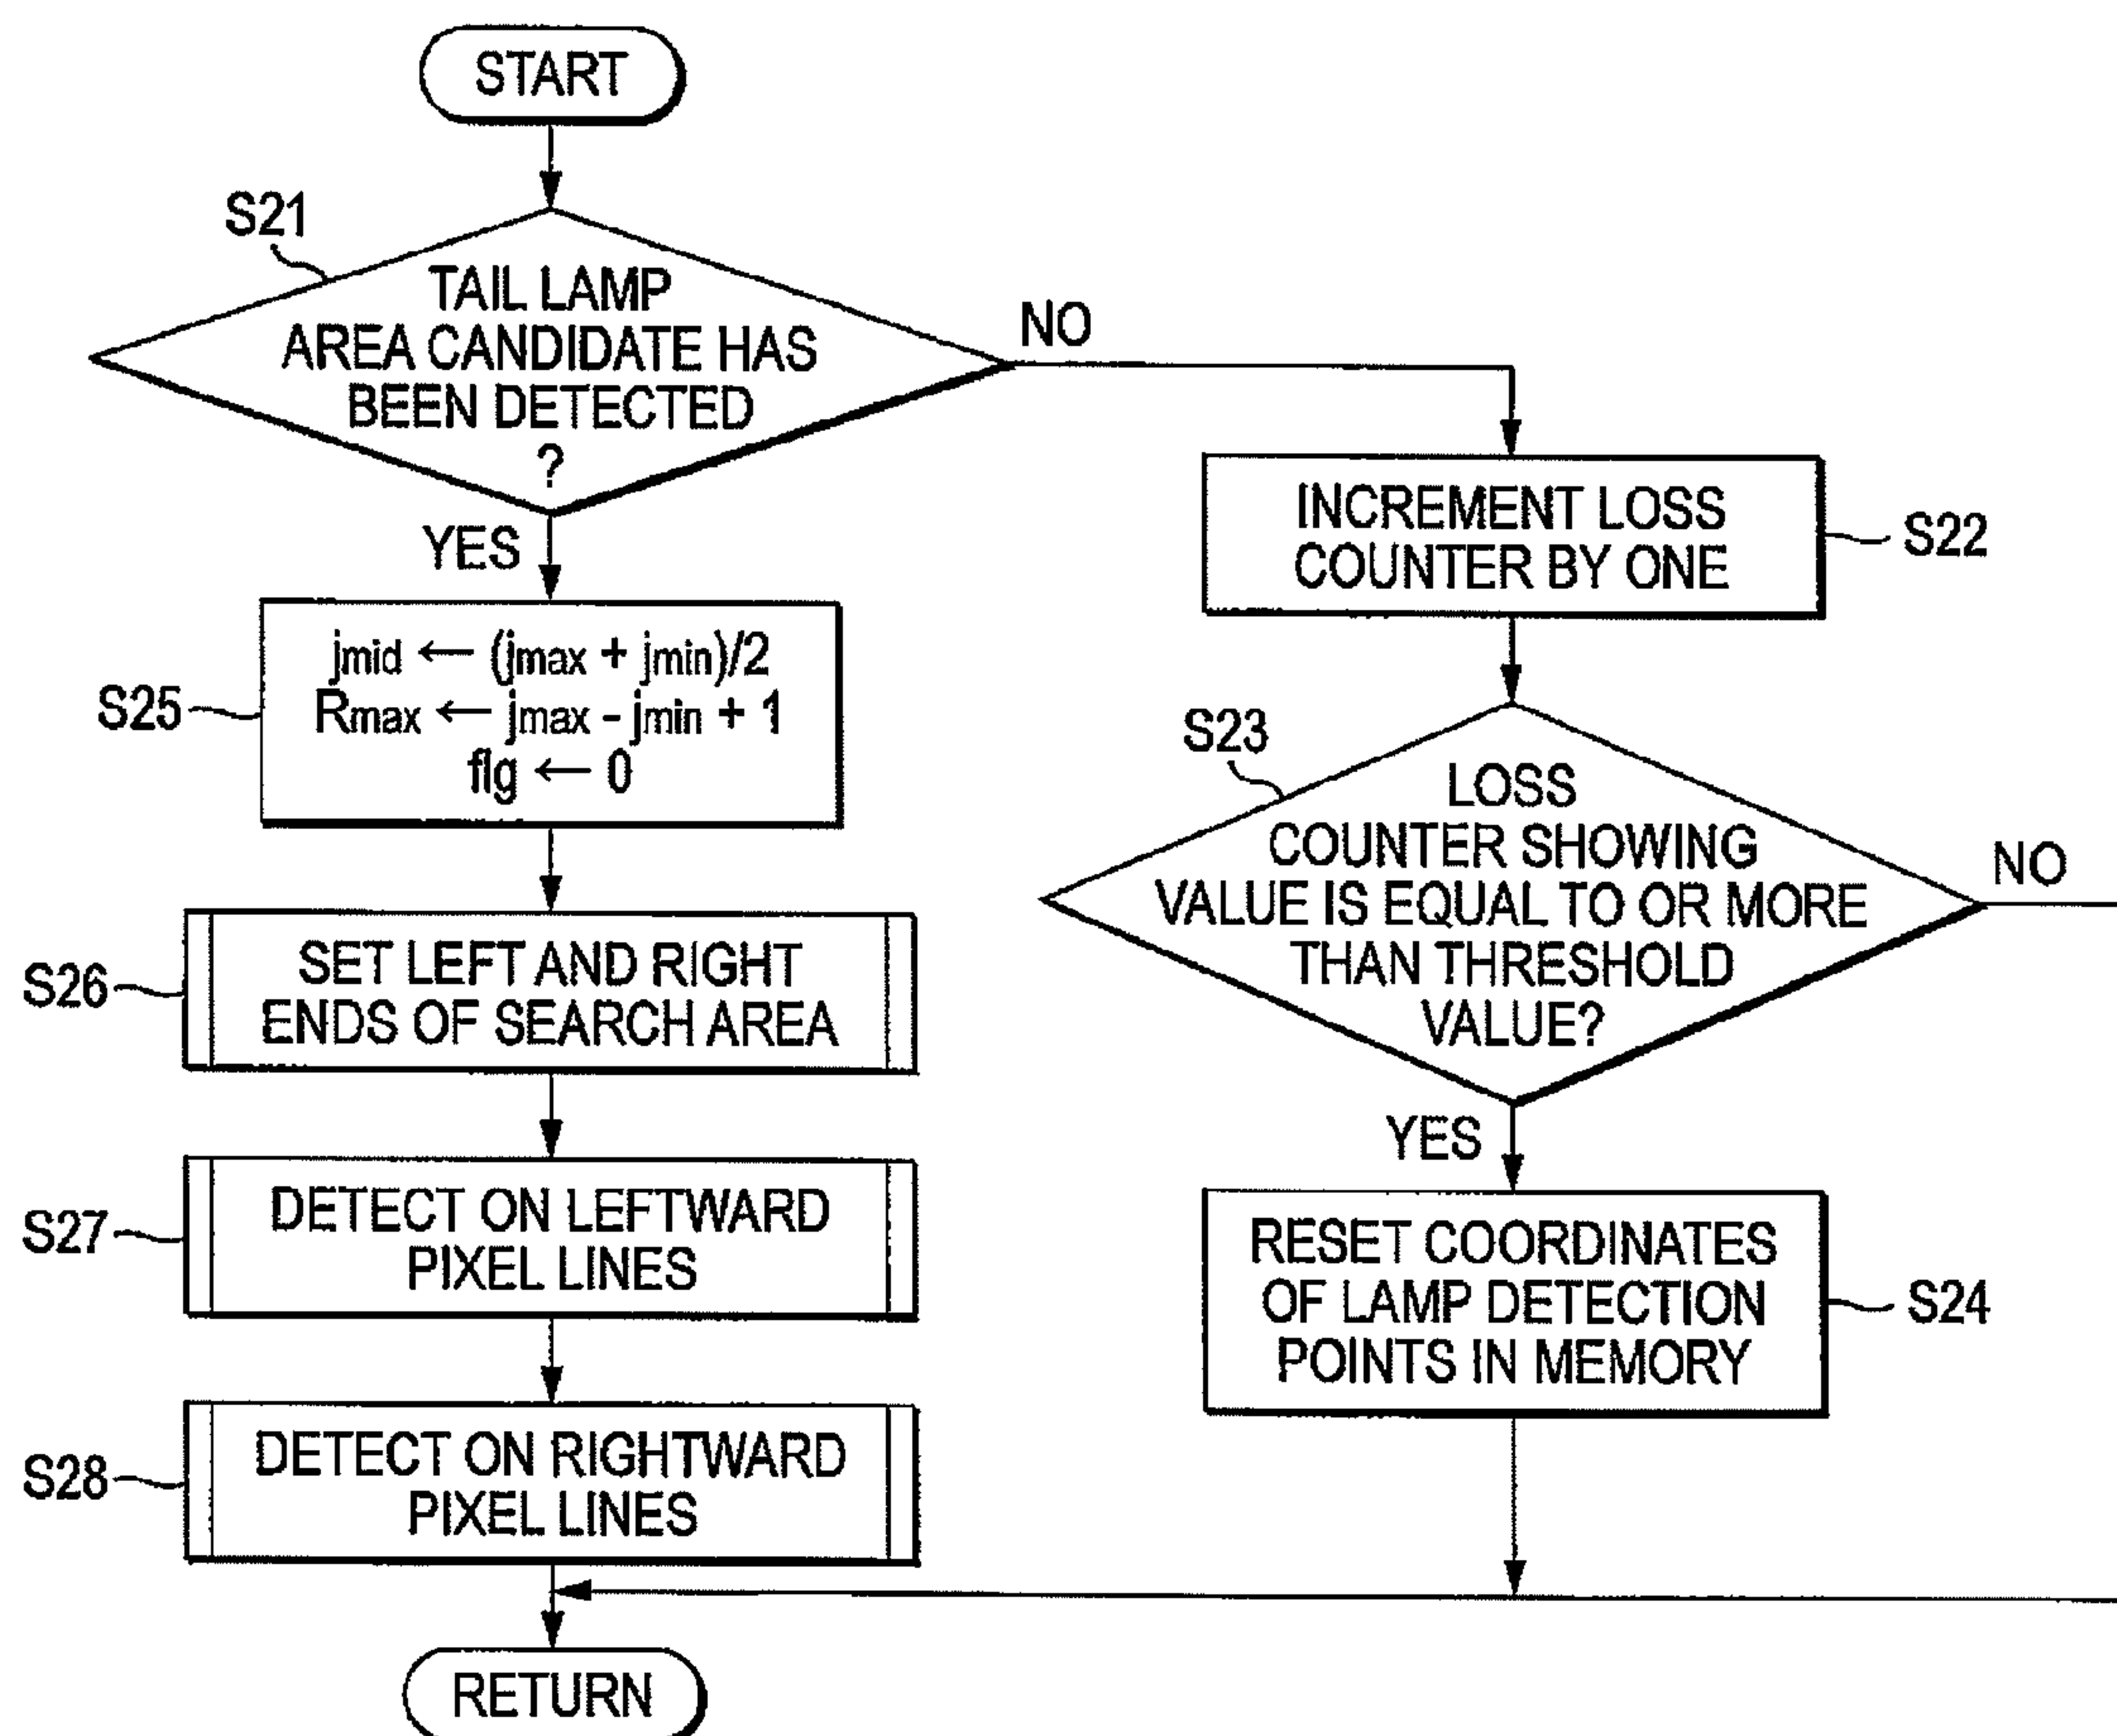 START
S21
TAIL LAMP
AREA CANDIDATE HAS
BEEN DETECTED
?
NO
YES
INCREMENT LOSS
COUNTER BY ONE
S22
S25
jmid ← (jmax + jmin)/2
Rmax ← jmax - jmin + 1
flg ← 0
S23
LOSS
COUNTER SHOWING
VALUE IS EQUAL TO OR MORE
THAN THRESHOLD
VALUE?
NO
YES
S26
SET LEFT AND RIGHT
ENDS OF SEARCH AREA
S27
DETECT ON LEFTWARD
PIXEL LINES
RESET COORDINATES
OF LAMP DETECTION
POINTS IN MEMORY
S24
S28
DETECT ON RIGHTWARD
PIXEL LINES
RETURN